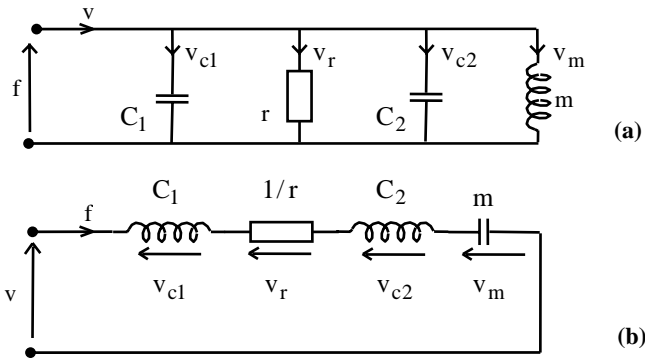 v
v_c1 v_r v_c2 v_m
f
C_1 r C_2 m
(a)
C_1 1/r C_2 m
f
v_c1 v_r v_c2 v_m
v
(b)